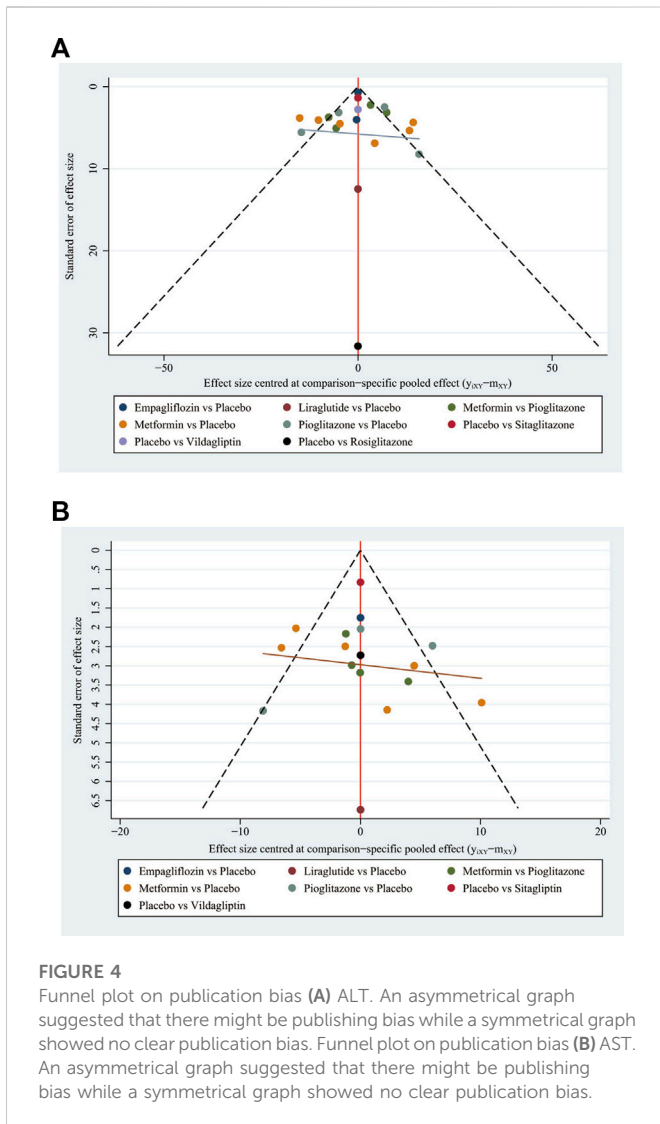 A
0
10
20
30
Standard error of effect size
−50
0
50
Effect size centred at comparison−specific pooled effect (yiXY−mXY)
Empagliflozin vs Placebo
Liraglutide vs Placebo
Metformin vs Pioglitazone
Metformin vs Placebo
Pioglitazone vs Placebo
Placebo vs Sitaglitazone
Placebo vs Vildagliptin
Placebo vs Rosiglitazone
B
0
.5
1
1.5
2
2.5
3
3.5
4
4.5
5
5.5
6
6.5
Standard error of effect size
−20
−10
0
10
20
Effect size centred at comparison−specific pooled effect (yiXY−mXY)
Empagliflozin vs Placebo
Liraglutide vs Placebo
Metformin vs Pioglitazone
Metformin vs Placebo
Pioglitazone vs Placebo
Placebo vs Sitagliptin
Placebo vs Vildagliptin
FIGURE 4
Funnel plot on publication bias (A) ALT. An asymmetrical graph
suggested that there might be publishing bias while a symmetrical graph
showed no clear publication bias. Funnel plot on publication bias (B) AST.
An asymmetrical graph suggested that there might be publishing
bias while a symmetrical graph showed no clear publication bias.